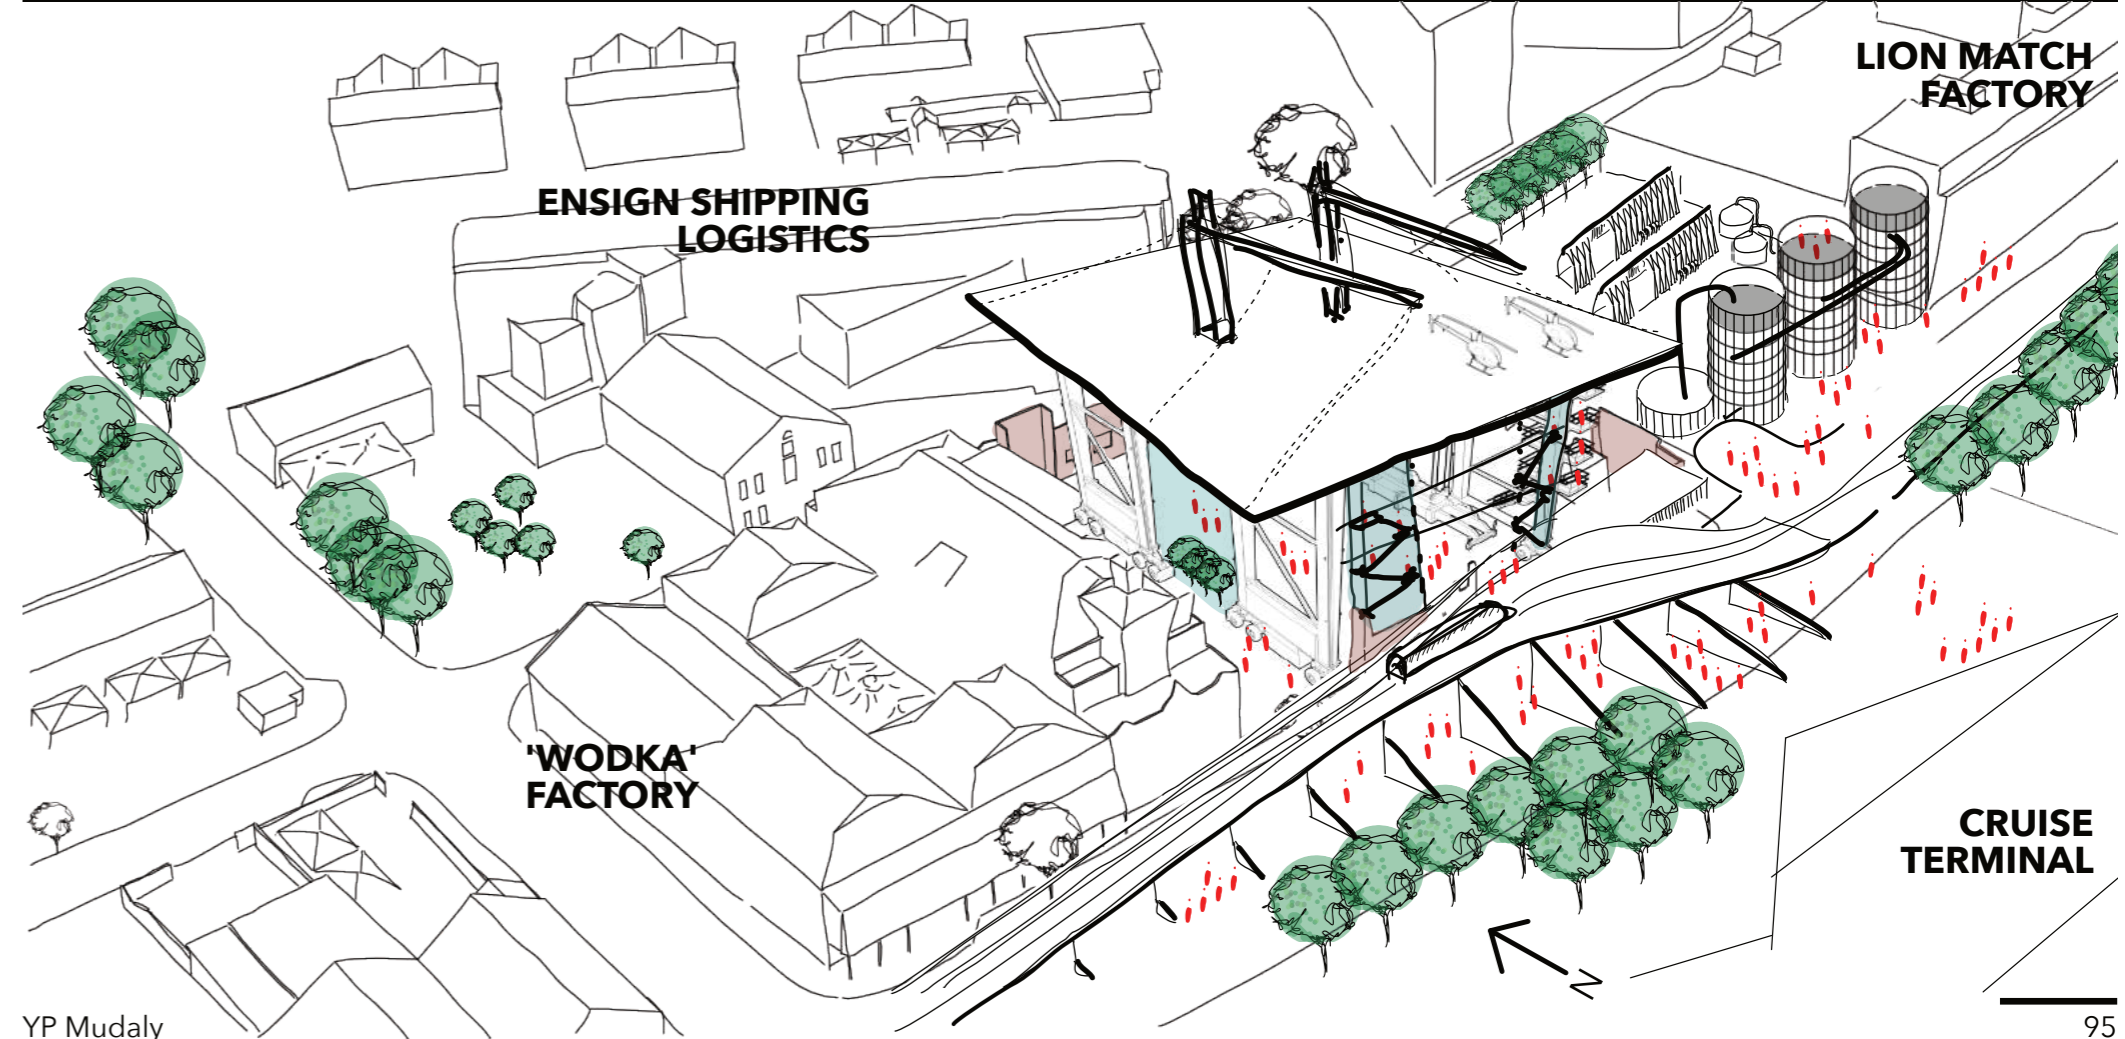 LION MATCH
FACTORY
ENSIGN SHIPPING
LOGISTICS
'WODKA'
FACTORY
CRUISE
TERMINAL
N
YP Mudaly
95